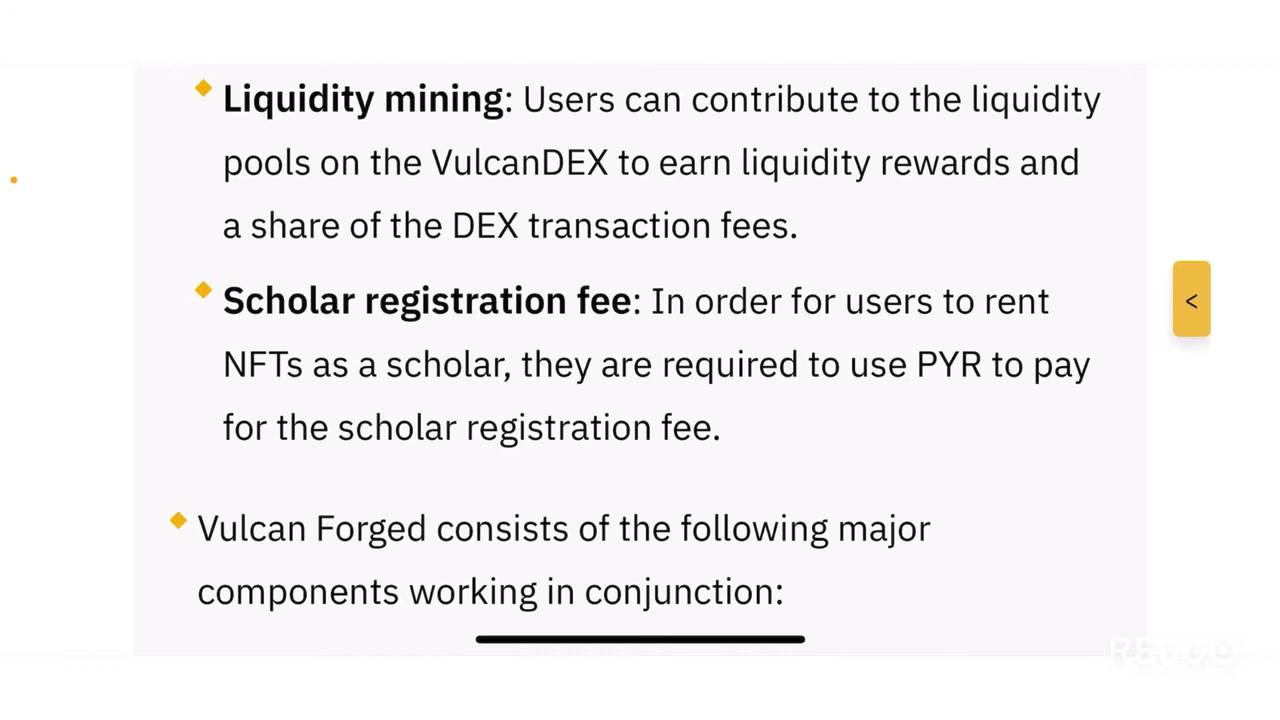 Liquidity mining: Users can contribute to the liquidity
pools on the VulcanDEX to earn liquidity rewards and
a share of the DEX transaction fees.
Scholar registration fee: In order for users to rent
NFTs as a scholar, they are required to use PYR to pay
for the scholar registration fee.
<
Vulcan Forged consists of the following major
components working in conjunction: